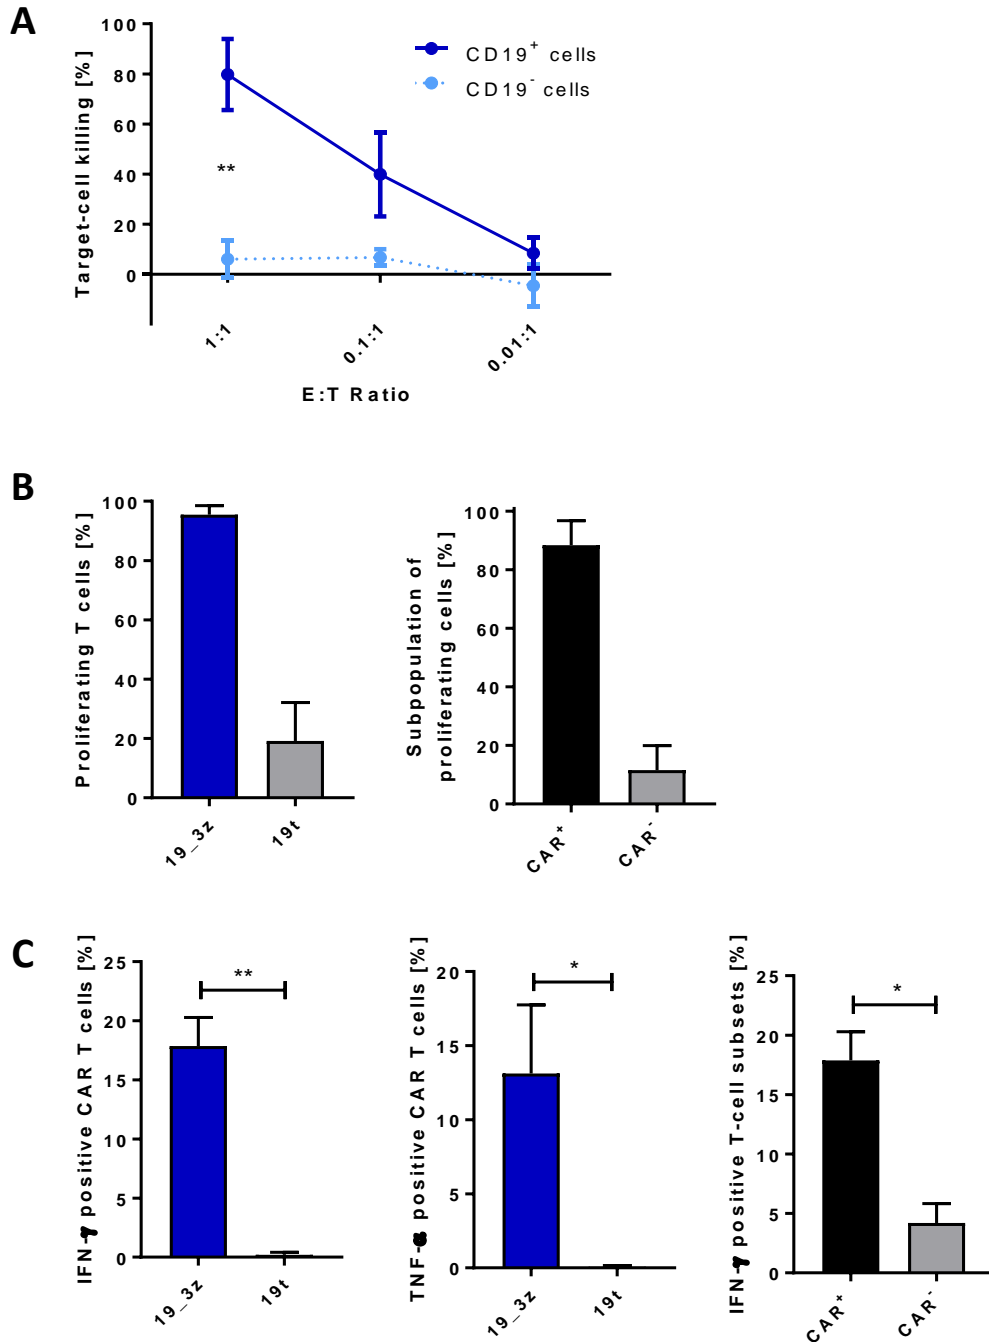 A
Target-cell killing [%]
100
80
60
40
20
0
**
CD19+ cells
CD19- cells
1:1
0.1:1
0.01:1
E:T Ratio
B
Proliferating T cells [%]
100
80
60
40
20
0
19_3z
19t
Subpopulation of
proliferating cells [%]
100
80
60
40
20
0
CAR+
CAR-
C
IFN-γ positive CAR T cells [%]
25
20
15
10
5
0
**
19_3z
19t
TNF-α positive CAR T cells [%]
20
15
10
5
0
*
19_3z
19t
IFN-γ positive T-cell subsets [%]
25
20
15
10
5
0
*
CAR+
CAR-